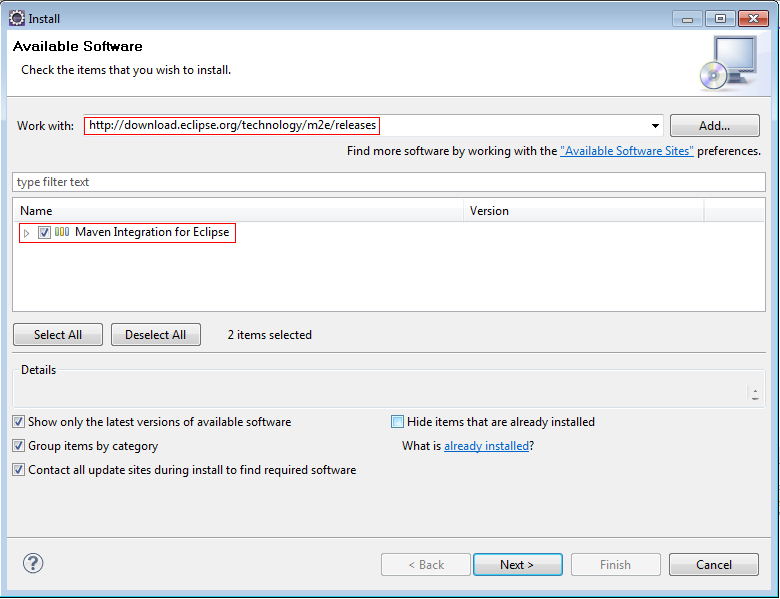 Install
Available Software
Check the items that you wish to install.
Work with: http://download.eclipse.org/technology/m2e/releases Add...
Find more software by working with the "Available Software Sites" preferences.
type filter text
Name Version
Maven Integration for Eclipse
Select All Deselect All 2 items selected
Details
Show only the latest versions of available software Hide items that are already installed
Group items by category What is already installed?
Contact all update sites during install to find required software
? < Back Next > Finish Cancel